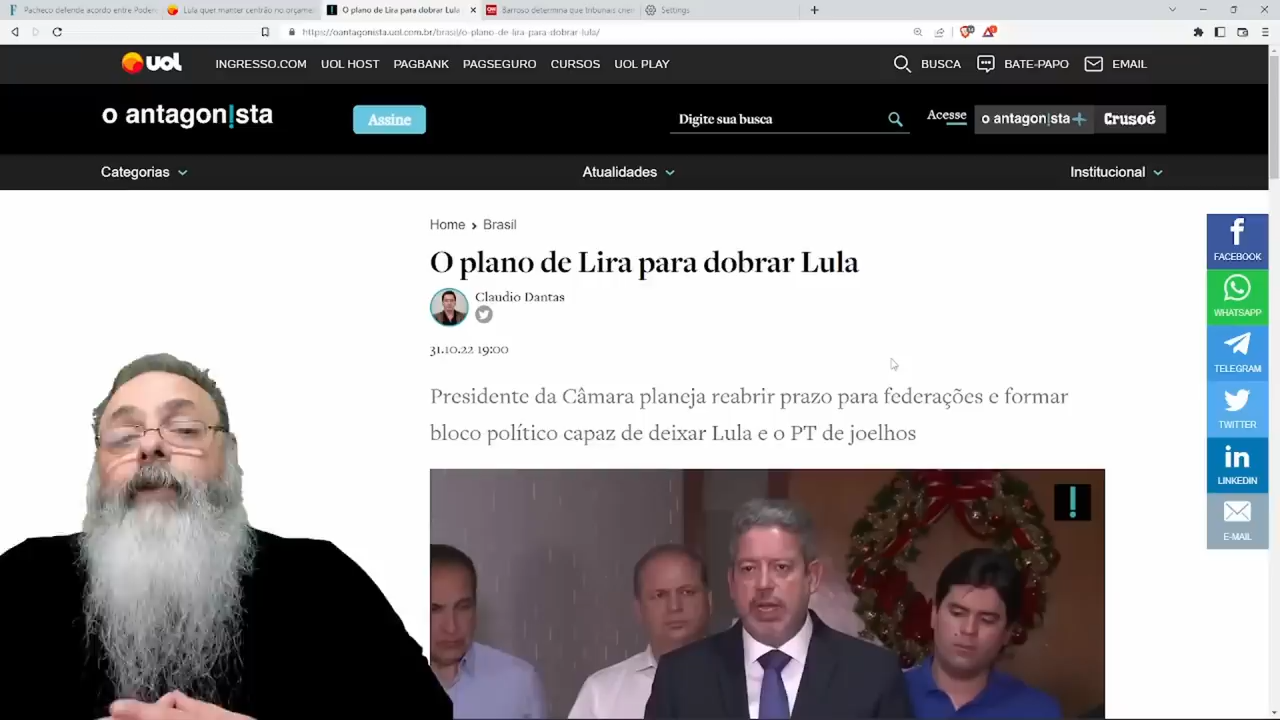 Pacheco defende acordo entre Poder
Lula quer manter centrão no orçame
O plano de Lira para dobrar Lula
Barroso determina que tribunais
Settings
https://oantagonista.uol.com.br/brasil/o-plano-de-lira-para-dobrar-lula/
uol
INGRESSO.COM
UOL HOST
PAGBANK
PAGSEGURO
CURSOS
UOL PLAY
BUSCA
BATE-PAPO
EMAIL
o antagon!sta
Assine
Digite sua busca
Acesse
o antagon|sta+
Crusoé
Categorias
Atualidades
Institucional
Home › Brasil
O plano de Lira para dobrar Lula
Claudio Dantas
31.10.22 19:00
Presidente da Câmara planeja reabrir prazo para federações e formar
bloco político capaz de deixar Lula e o PT de joelhos
FACEBOOK
WHATSAPP
TELEGRAM
TWITTER
LINKEDIN
E-MAIL